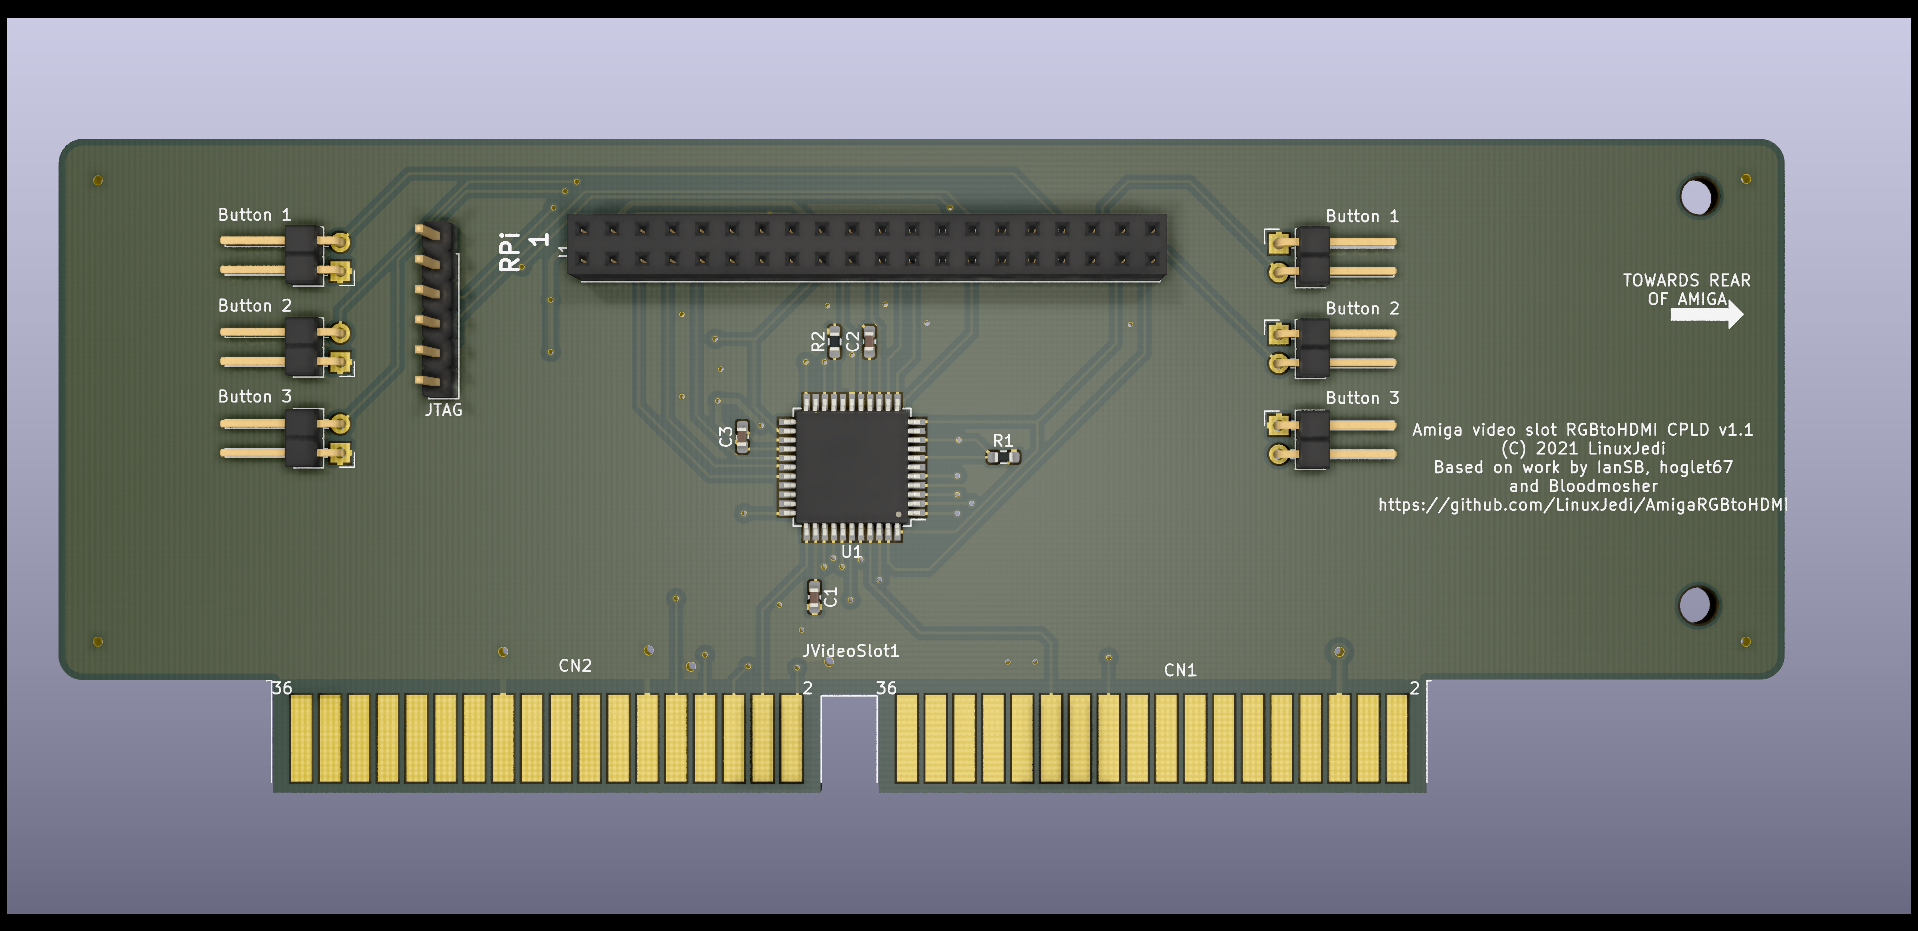 Button 1
Button 2
Button 3
JTAG
RPi
1
J1
R2
C2
C3
R1
U1
C1
Button 1
Button 2
Button 3
TOWARDS REAR
OF AMIGA
Amiga video slot RGBtoHDMI CPLD v1.1
(C) 2021 LinuxJedi
Based on work by IanSB, hoglet67
and Bloodmosher
https://github.com/LinuxJedi/AmigaRGBtoHDMI
JVideoSlot1
CN2
CN1
36
2
36
2